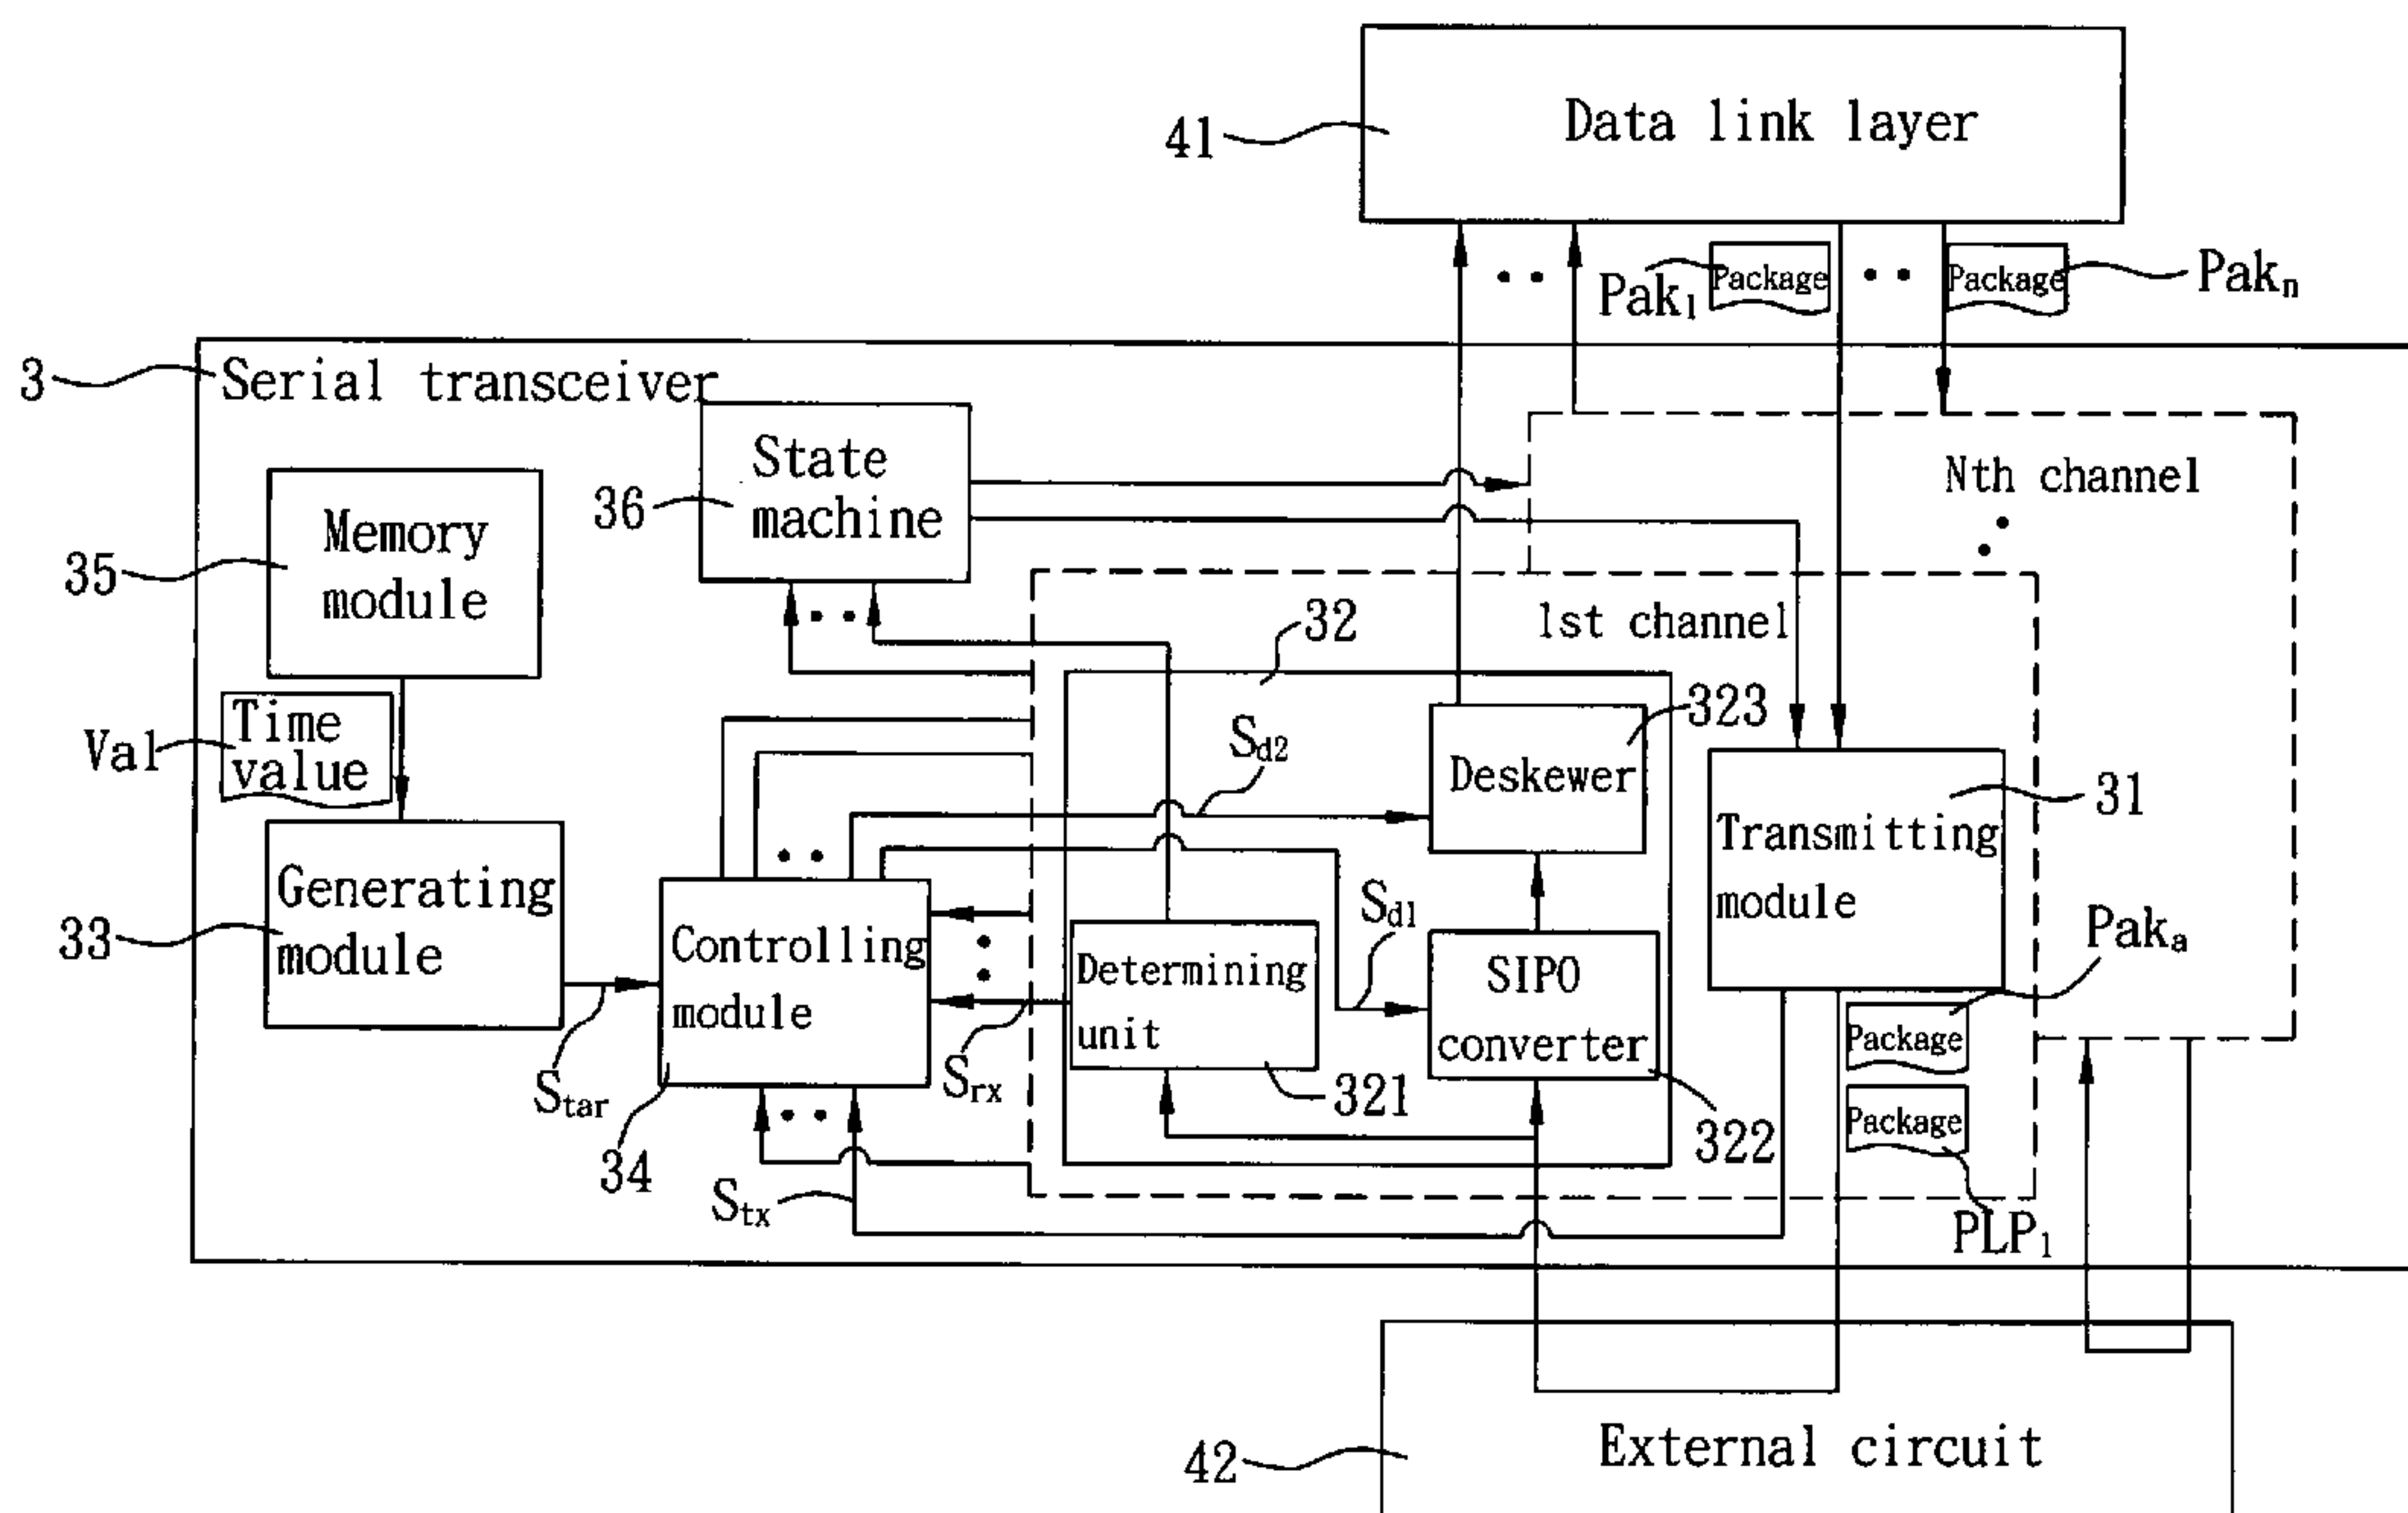 Data link layer
41
Pak1
Package
Package
Pakn
3
Serial transceiver
State
machine
36
Nth channel
Memory
module
35
1st channel
32
323
Time
value
Val
Sd2
Deskewer
31
Transmitting
module
Generating
module
33
Controlling
module
34
Sd1
Determining
unit
321
SIPO
converter
322
Paka
Package
Package
PLP1
Star
Srx
Stx
42
External circuit